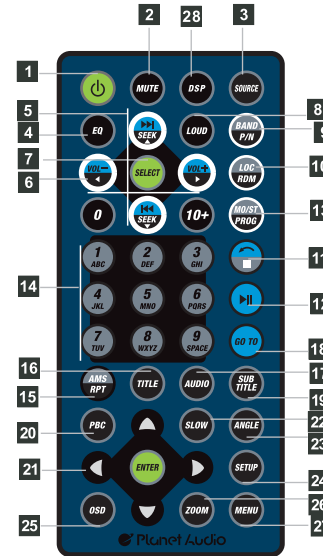 2 28 3
1 MUTE DSP SOURCE
5 8
4 EQ SEEK LOUD BAND P/N 9
7 VOL- SELECT VOL+ LOC RDM 10
6
0 SEEK 10+ MO/ST PROG 13
1 ABC 2 DEF 3 GHI 11
14 4 JKL 5 MNO 6 PQRS 12
7 TUV 8 WXYZ 9 SPACE GO TO 18
16 17
15 AMS RPT TITLE AUDIO SUB TITLE 19
20 PBC SLOW ANGLE 22
23
21 ENTER SETUP 24
25 OSD ZOOM MENU 26
27
Planet Audio